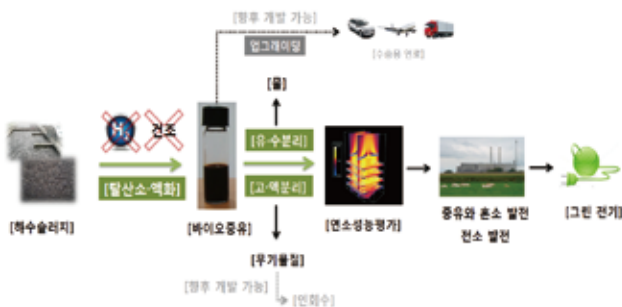 [향후 개발 가능]
업그레이딩
[수송용 연료]
[물]
H₂
건조
[유·수분리]
[탈산소·액화]
[고·액분리]
[해수슬러지]
[바이오중유]
[연소성능평가]
중유와 혼소 발전
전소 발전
[그린 전기]
[무기물질]
[향후 개발 가능]
[인회수]